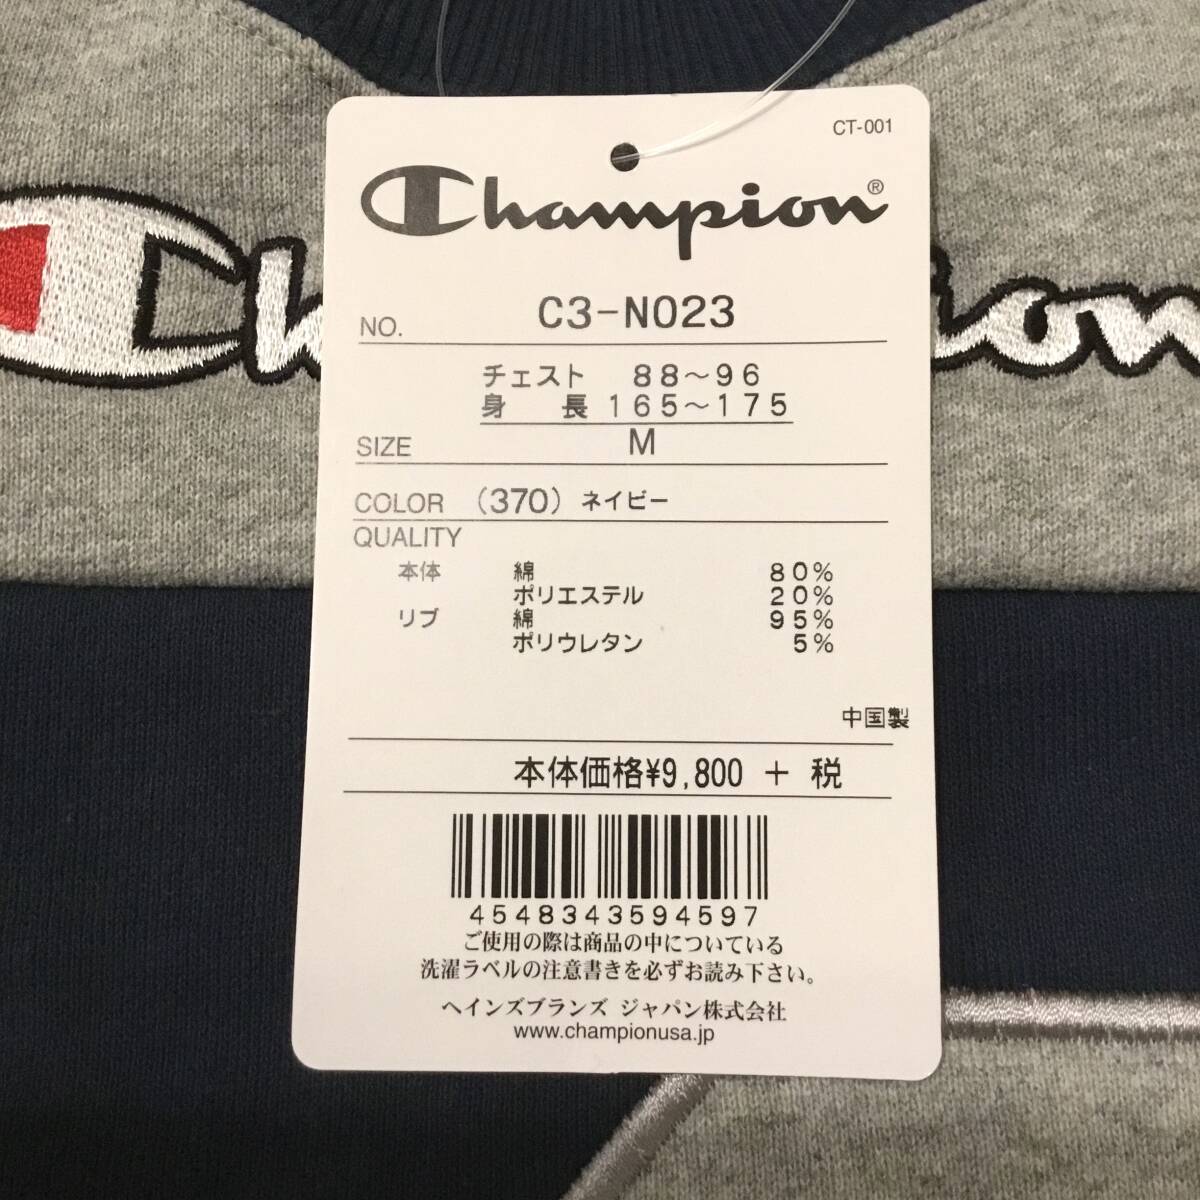 CT-001
Champion®
NO. C3-N023
チェスト 88～96
身長 165～175
SIZE M
COLOR (370) ネイビー
QUALITY
本体 綿 80%
ポリエステル 20%
リブ 綿 95%
ポリウレタン 5%
中国製
本体価格¥9,800 + 税
4548343594597
ご使用の際は商品の中についている
洗濯ラベルの注意書きを必ずお読み下さい。
ヘインズブランズ ジャパン株式会社
www.championusa.jp
Ch
ion